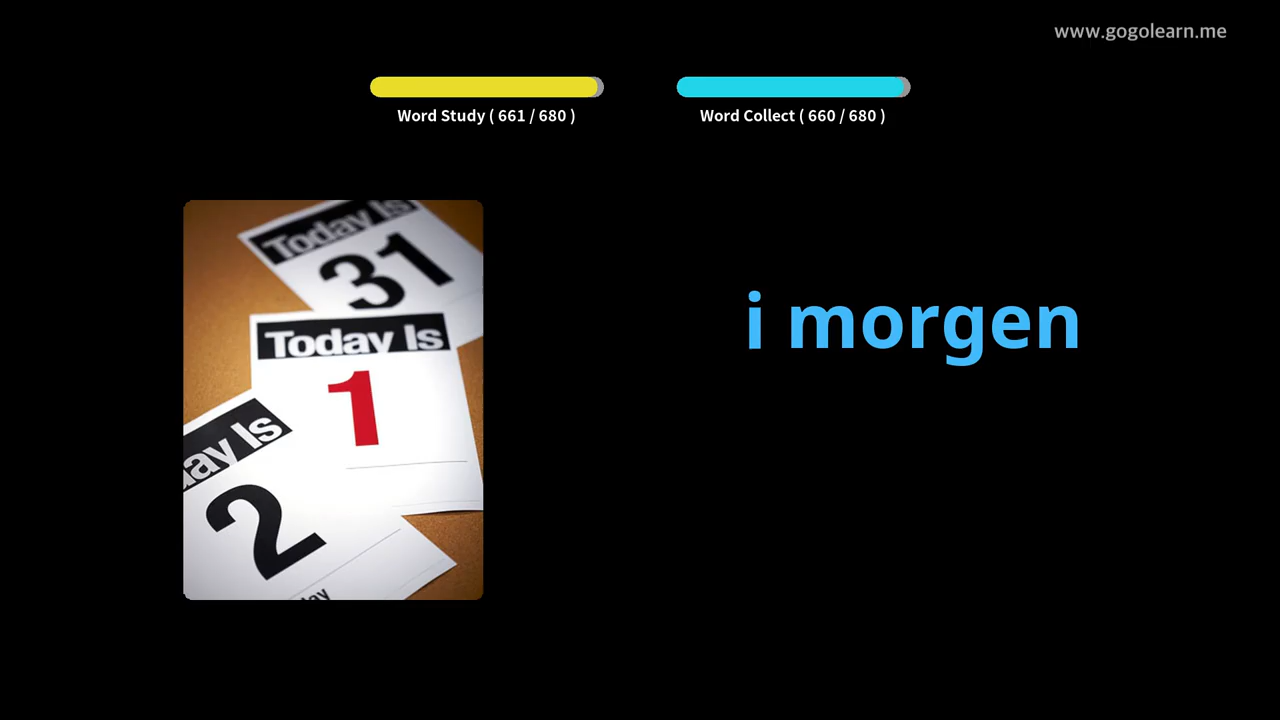 www.gogolearn.me
Word Study ( 661 / 680 )
Word Collect ( 660 / 680 )
Today Is
31
Today Is
1
ay Is
2
ay
i morgen